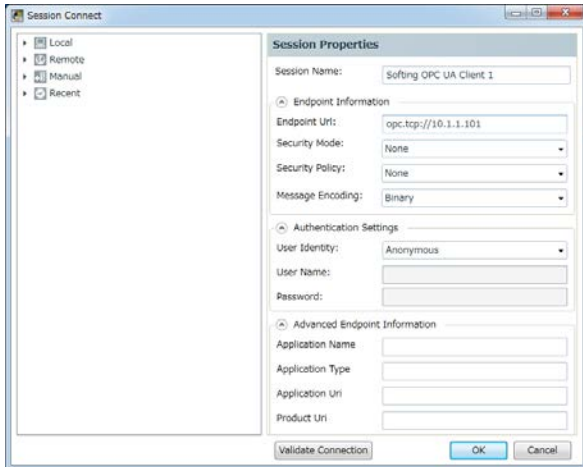 Session Connect
Local
Remote
Manual
Recent
Session Properties
Session Name: Softing OPC UA Client 1
Endpoint Information
Endpoint Url: opc.tcp://10.1.1.101
Security Mode: None
Security Policy: None
Message Encoding: Binary
Authentication Settings
User Identity: Anonymous
User Name:
Password:
Advanced Endpoint Information
Application Name
Application Type
Application Uri
Product Uri
Validate Connection OK Cancel